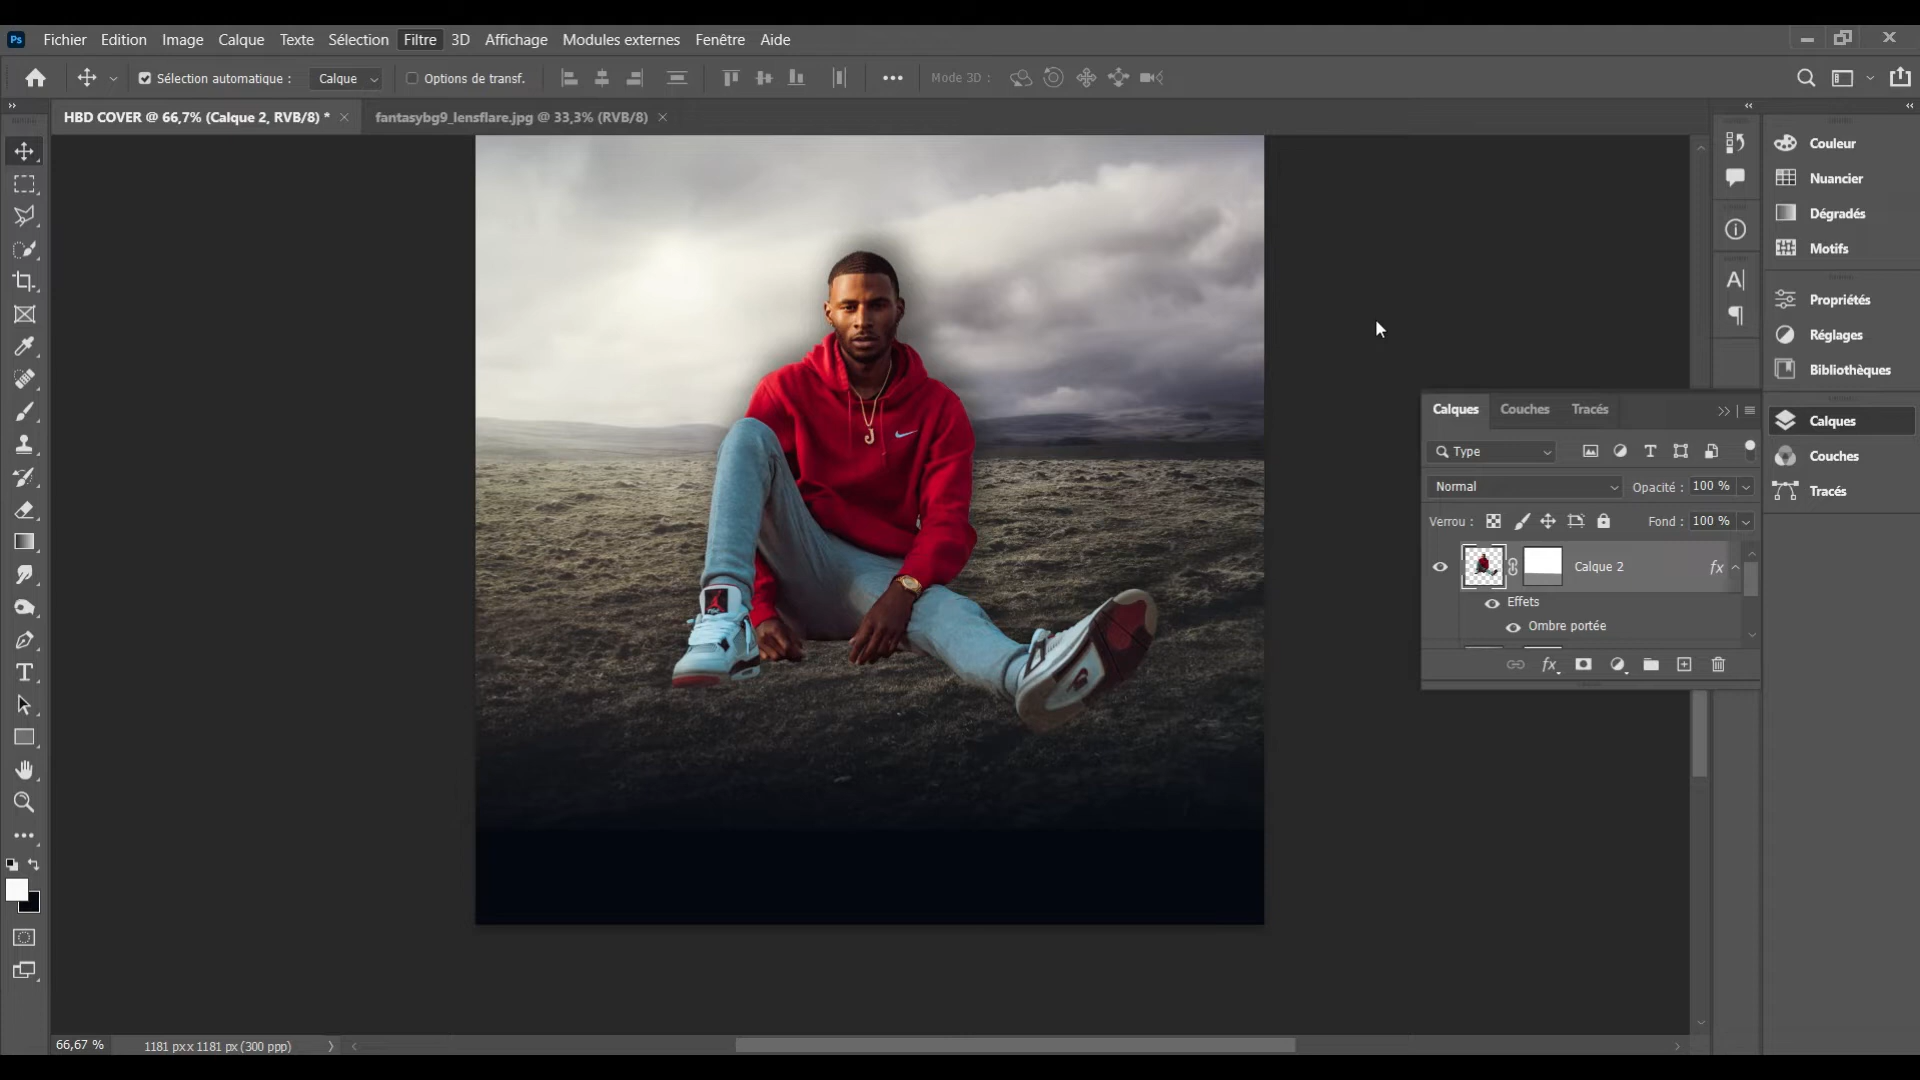 Ps Fichier Edition Image Calque Texte Sélection Filtre 3D Affichage Modules externes Fenêtre Aide
Sélection automatique : Calque Options de transf. Mode 3D :
HBD COVER @ 66,7% (Calque 2, RVB/8) * fantasybg9_lensflare.jpg @ 33,3% (RVB/8)
Couleur
Nuancier
Dégradés
Motifs
Propriétés
Réglages
Bibliothèques
Calques
Couches
Tracés
Calques Couches Tracés
Type
Normal Opacité : 100 %
Verrou : Fond : 100 %
Calque 2 fx
Effets
Ombre portée
fx
J
66,67 % 1181 px x 1181 px (300 ppp)